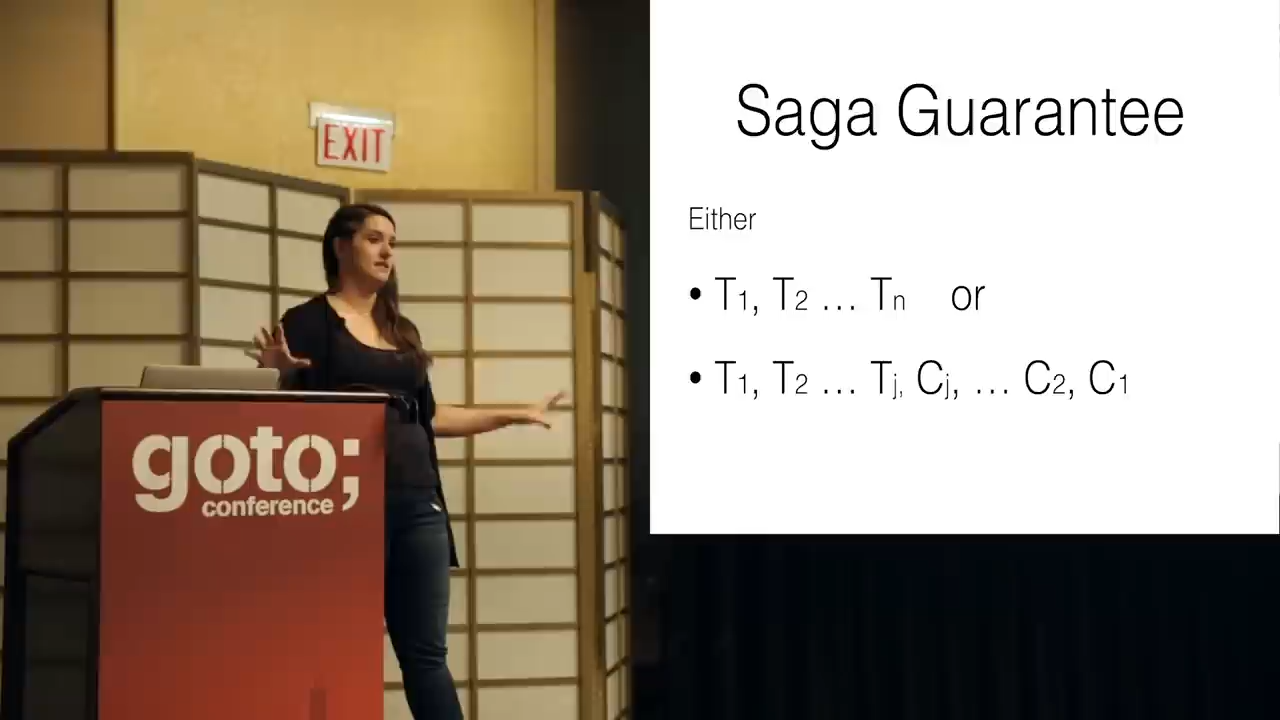 EXIT
goto;
conference
Saga Guarantee
Either
• T₁, T₂ … Tₙ or
• T₁, T₂ … Tⱼ, Cⱼ, … C₂, C₁